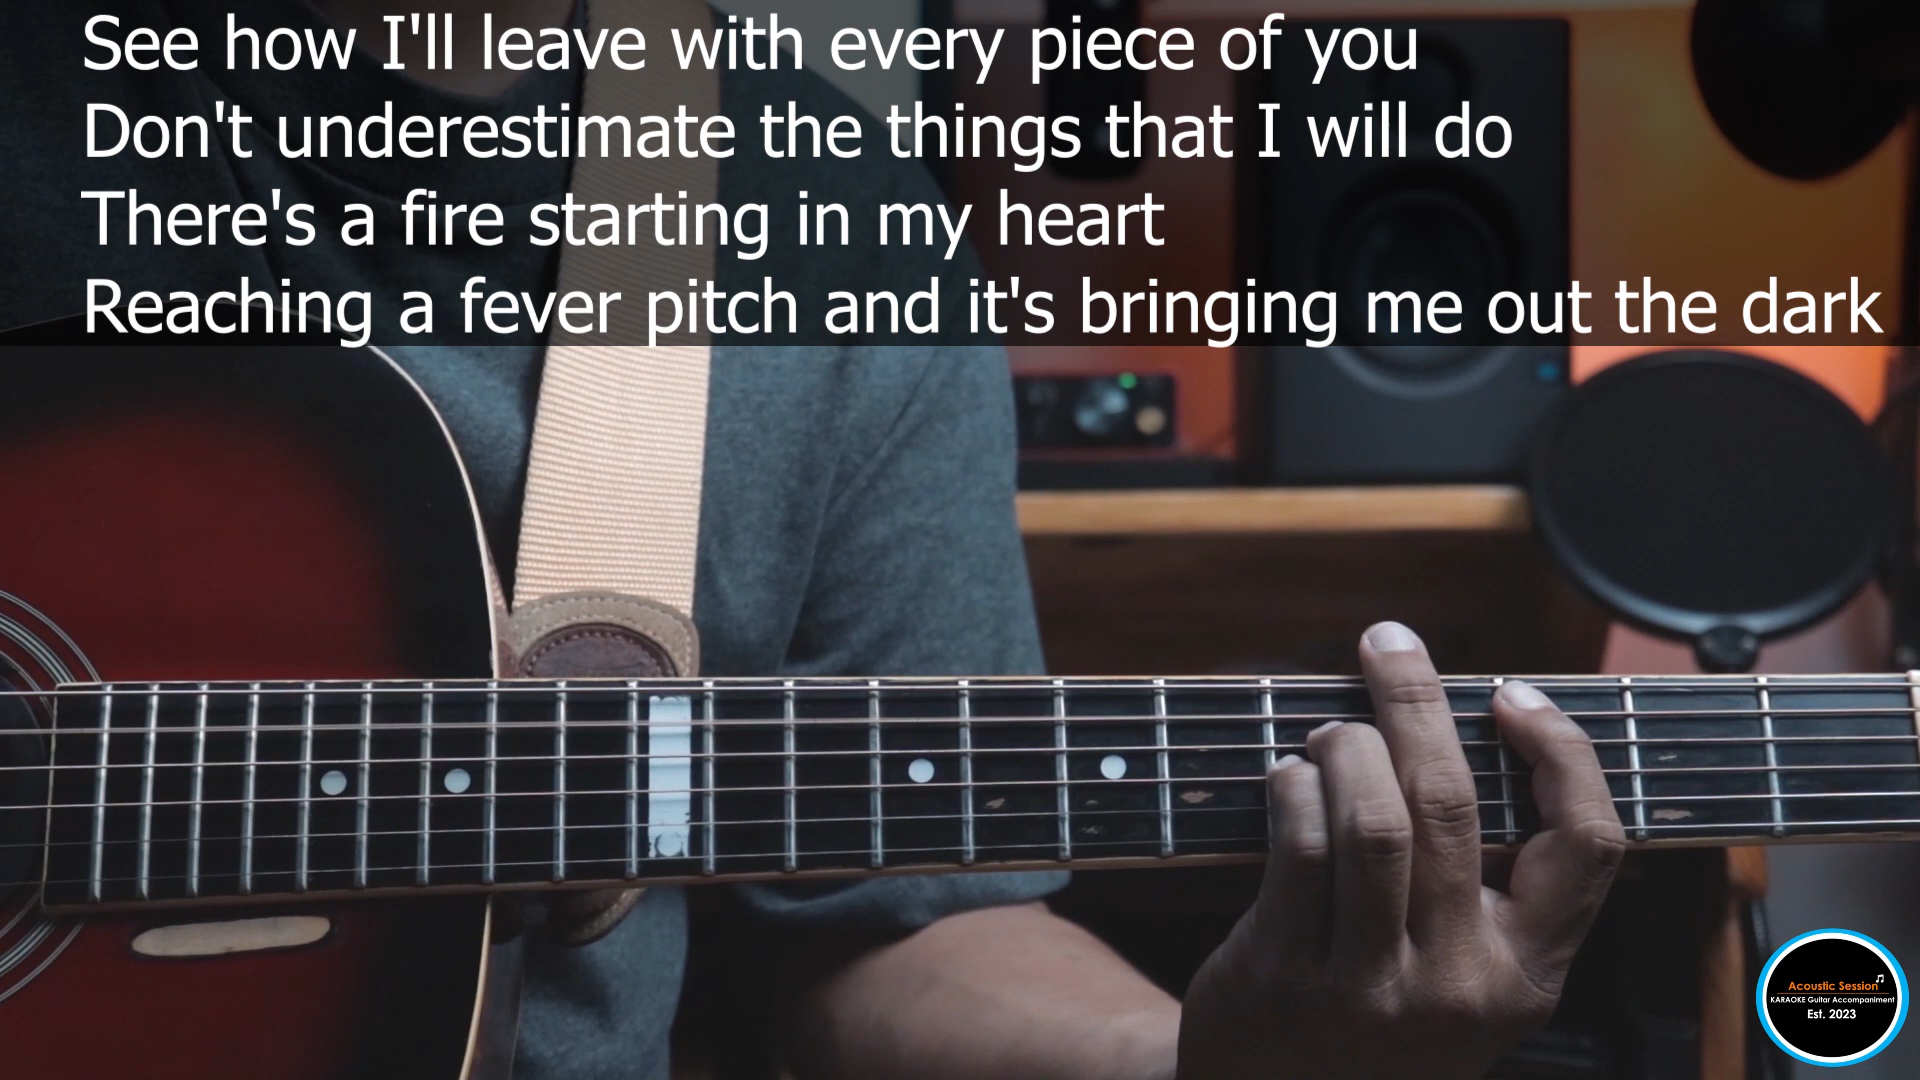 See how I'll leave with every piece of you
Don't underestimate the things that I will do
There's a fire starting in my heart
Reaching a fever pitch and it's bringing me out the dark
Acoustic Session
KARAOKE Guitar Accompaniment
Est. 2023